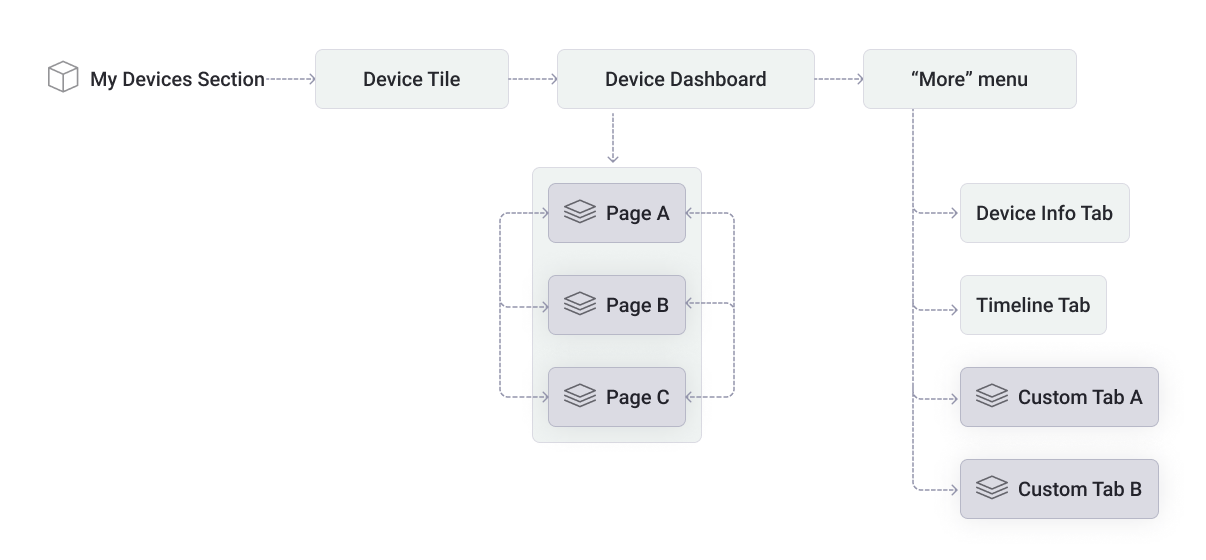 My Devices Section
Device Tile
Device Dashboard
“More” menu
Page A
Page B
Page C
Device Info Tab
Timeline Tab
Custom Tab A
Custom Tab B